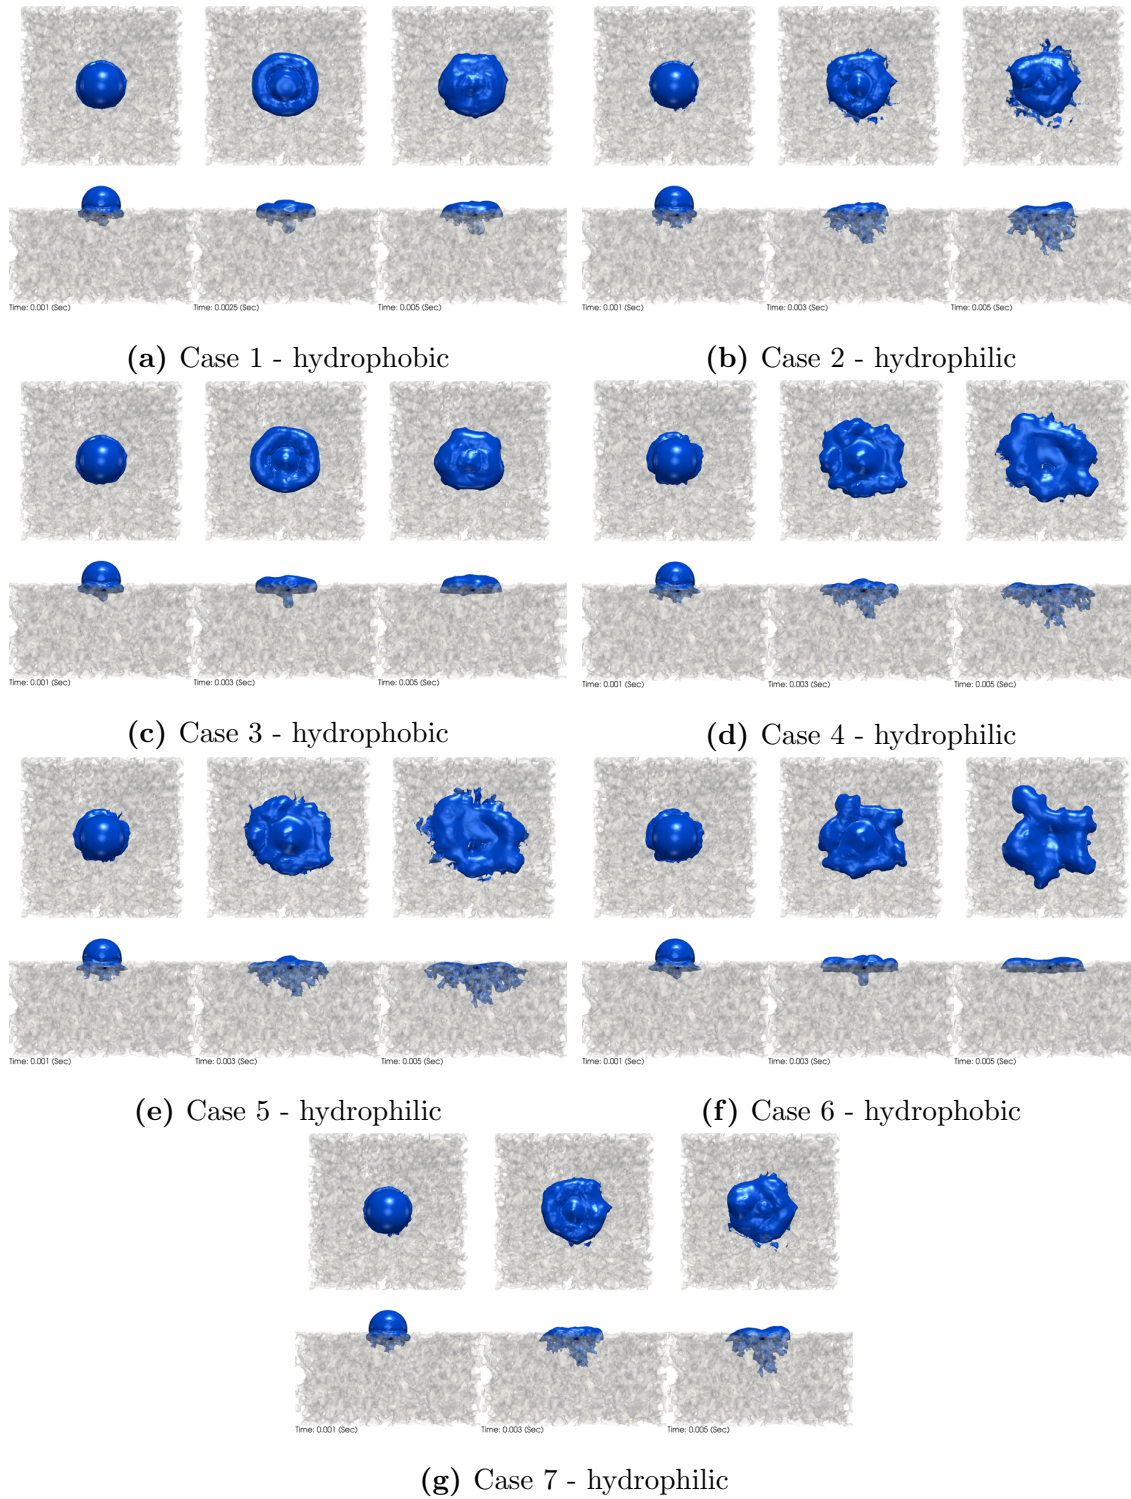 Time: 0.001 (Sec)
Time: 0.0025 (Sec)
Time: 0.005 (Sec)
Time: 0.001 (Sec)
Time: 0.003 (Sec)
Time: 0.005 (Sec)
(a) Case 1 - hydrophobic
(b) Case 2 - hydrophilic
Time: 0.001 (Sec)
Time: 0.003 (Sec)
Time: 0.005 (Sec)
Time: 0.001 (Sec)
Time: 0.003 (Sec)
Time: 0.005 (Sec)
(c) Case 3 - hydrophobic
(d) Case 4 - hydrophilic
Time: 0.001 (Sec)
Time: 0.003 (Sec)
Time: 0.005 (Sec)
Time: 0.001 (Sec)
Time: 0.003 (Sec)
Time: 0.005 (Sec)
(e) Case 5 - hydrophilic
(f) Case 6 - hydrophobic
Time: 0.001 (Sec)
Time: 0.003 (Sec)
Time: 0.005 (Sec)
(g) Case 7 - hydrophilic